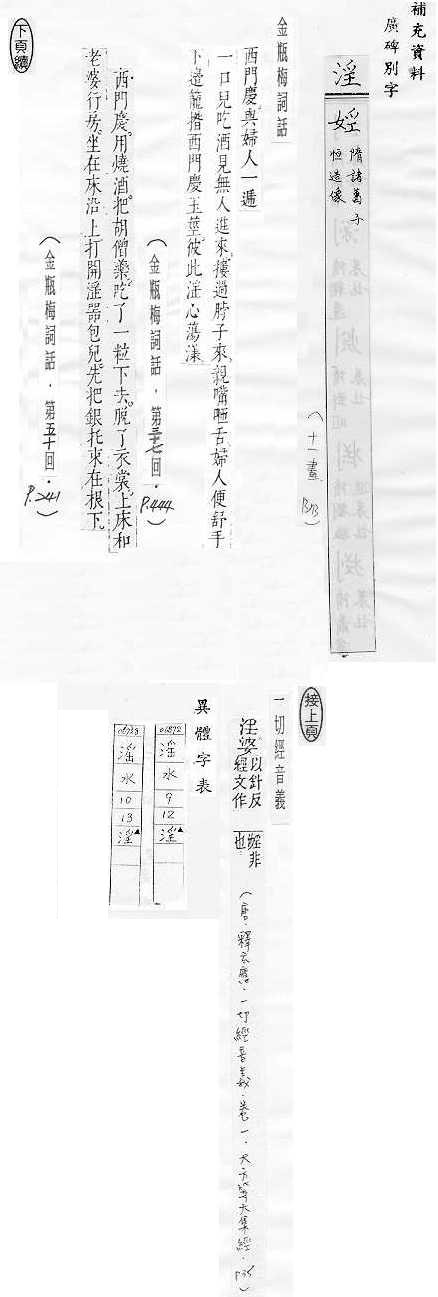 補充資料
廣碑別字
淫
婬 隋諸葛子
恒造像
(十一畫 P.313)
金瓶梅詞話
西門慶與婦人一遞
一口兒吃酒見無人進來摟過脖子來親嘴咂舌婦人便舒手
下邊籠揝西門慶玉莖彼此淫心蕩漾
(金瓶梅詞話.第三七回.P.444)
西門慶用燒酒把胡僧藥吃了一粒下去脫了衣裳上床和
老婆行房坐在床沿上打開淫器包兒先把銀托束在根下
(金瓶梅詞話.第五十回.P.241)
下頁續
接上頁
一切經音義
淫婆 以針反
經文作
婬非
也
(唐.釋玄應.一切經音義.卷一.大方等大集經.P35)
異體字表
06872
淫
水
9
12
淫
水
10
13
淫